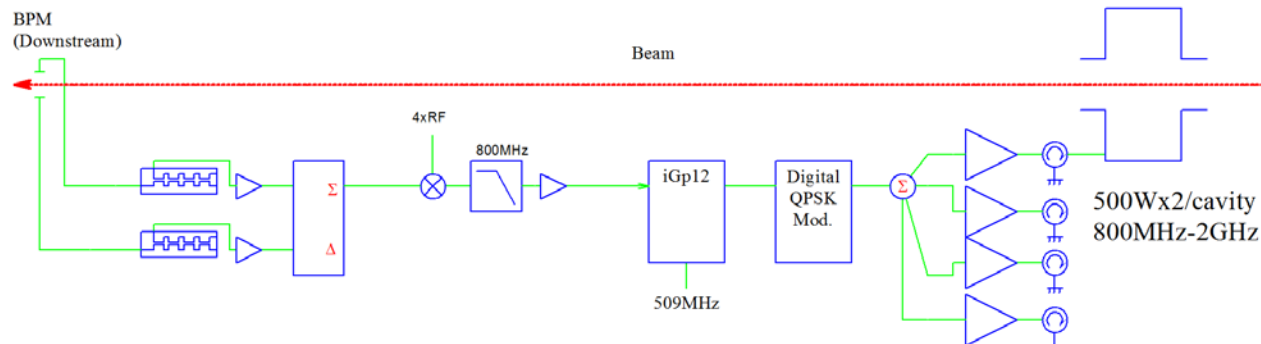 BPM
(Downstream)
Beam
4xRF
800MHz
Σ
Δ
iGp12
Digital
QPSK
Mod.
Σ
500Wx2/cavity
800MHz-2GHz
509MHz